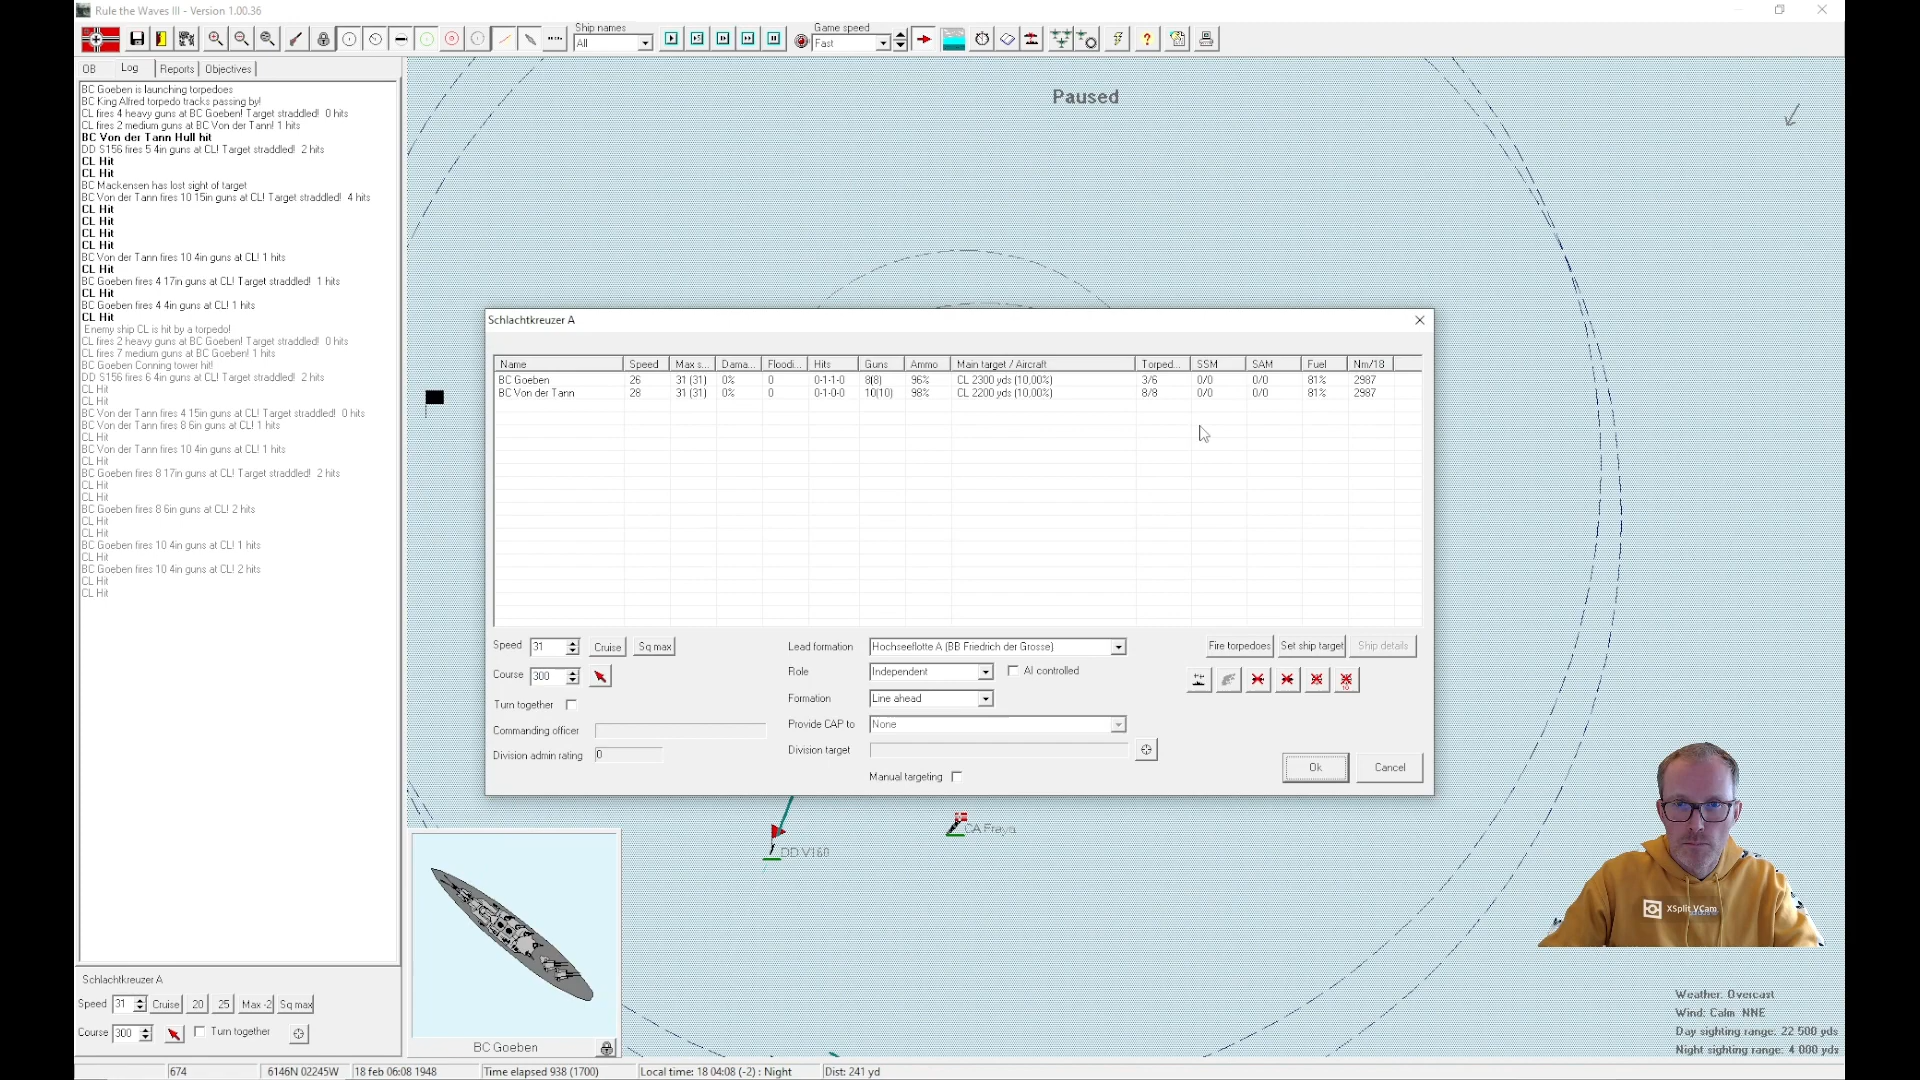 Rule the Waves III - Version 1.00.36
Ship names
All
Game speed
Fast
OB
Log
Reports
Objectives
BC Goeben is launching torpedoes
BC King Alfred torpedo tracks passing by!
CL fires 4 heavy guns at BC Goeben! Target straddled! 0 hits
CL fires 2 medium guns at BC Von der Tann! 1 hits
BC Von der Tann Hull hit
DD S156 fires 5 4in guns at CL! Target straddled! 2 hits
CL Hit
CL Hit
BC Mackensen has lost sight of target
BC Von der Tann fires 10 15in guns at CL! Target straddled! 4 hits
CL Hit
CL Hit
CL Hit
CL Hit
BC Von der Tann fires 10 4in guns at CL! 1 hits
CL Hit
BC Goeben fires 4 17in guns at CL! Target straddled! 1 hits
CL Hit
BC Goeben fires 4 4in guns at CL! 1 hits
CL Hit
Enemy ship CL is hit by a torpedo!
CL fires 2 heavy guns at BC Goeben! Target straddled! 0 hits
CL fires 7 medium guns at BC Goeben! 1 hits
BC Goeben Conning tower hit!
DD S156 fires 6 4in guns at CL! Target straddled! 2 hits
CL Hit
CL Hit
BC Von der Tann fires 4 15in guns at CL! Target straddled! 0 hits
BC Von der Tann fires 8 6in guns at CL! 1 hits
CL Hit
BC Von der Tann fires 10 4in guns at CL! 1 hits
CL Hit
BC Goeben fires 8 17in guns at CL! Target straddled! 2 hits
CL Hit
CL Hit
BC Goeben fires 8 6in guns at CL! 2 hits
CL Hit
CL Hit
BC Goeben fires 10 4in guns at CL! 1 hits
CL Hit
BC Goeben fires 10 4in guns at CL! 2 hits
CL Hit
CL Hit
Paused
Schlachtkreuzer A
Name Speed Max s... Dama... Floodi... Hits Guns Ammo Main target / Aircraft Torped... SSM SAM Fuel Nm/18
BC Goeben 26 31 (31) 0% 0 0-1-1-0 8(8) 96% CL 2300 yds (10,00%) 3/6 0/0 0/0 81% 2987
BC Von der Tann 28 31 (31) 0% 0 0-1-0-0 10(10) 98% CL 2200 yds (10,00%) 8/8 0/0 0/0 81% 2987
Speed 31 Cruise Sq max
Course 300
Turn together
Commanding officer
Division admin rating 0
Lead formation Hochseeflotte A (BB Friedrich der Grosse)
Role Independent AI controlled
Formation Line ahead
Provide CAP to None
Division target
Manual targeting
Fire torpedoes Set ship target Ship details
10
Ok Cancel
DD V160
CA Freya
BC Goeben
XSplit VCam
Schlachtkreuzer A
Speed 31 Cruise 20 25 Max -2 Sq max
Course 300 Turn together
Weather: Overcast
Wind: Calm NNE
Day sighting range: 22 500 yds
Night sighting range: 4 000 yds
674 6146N 02245W 18 feb 06:08 1948 Time elapsed 938 (1700) Local time: 18 04:08 (-2) : Night Dist: 241 yd